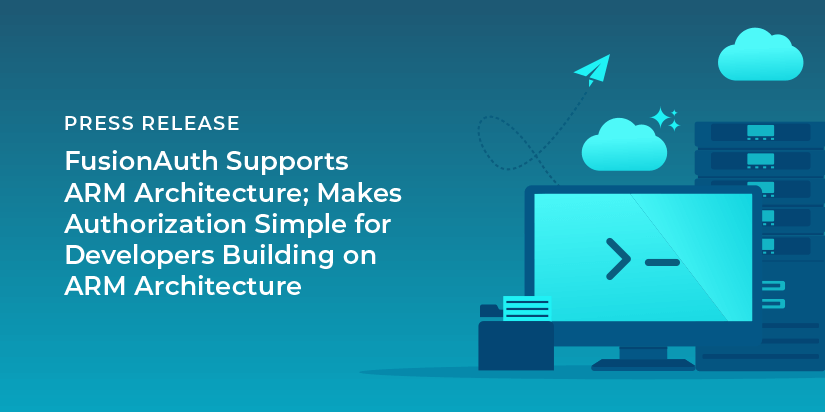 PRESS RELEASE
FusionAuth Supports
ARM Architecture; Makes
Authorization Simple for
Developers Building on
ARM Architecture